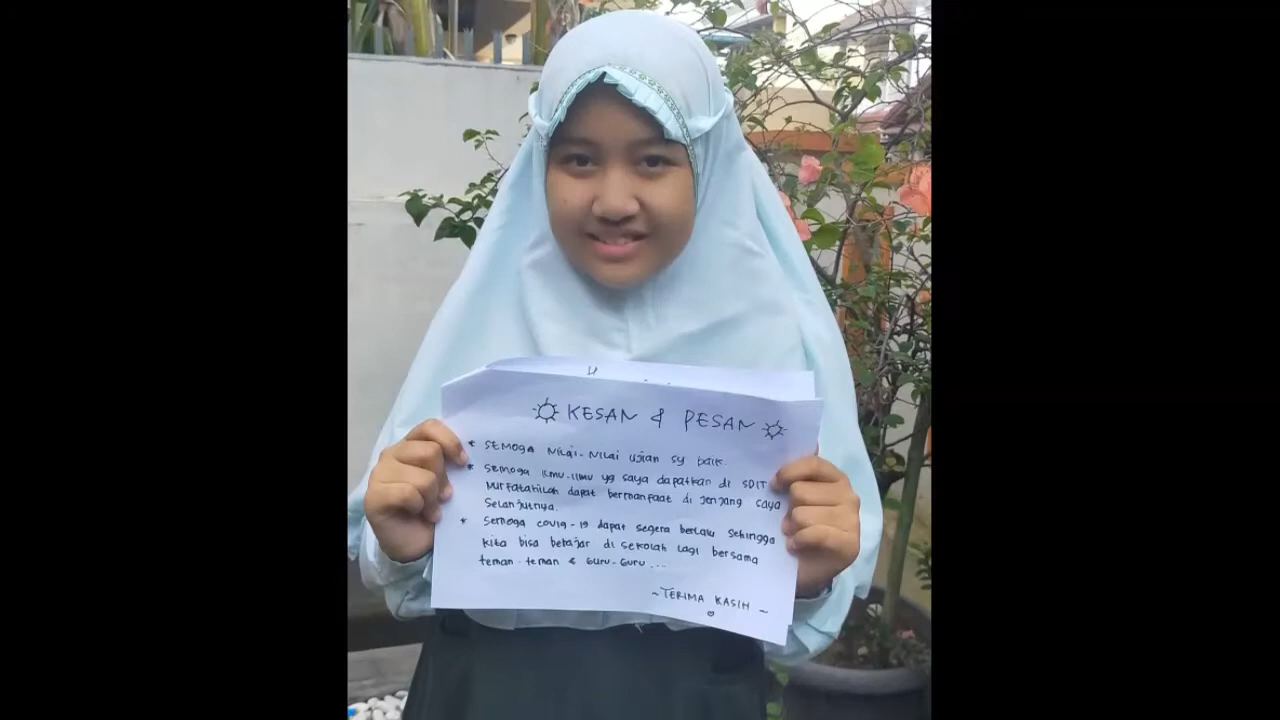 KESAN & PESAN
* SEMOGA NILAI-NILAI UJIAN SY BAIK.
* SEMOGA ILMU-ILMU YG SAYA DAPATKAN DI SDIT
NURFATAHILLAH DAPAT BERMANFAAT DI JENJANG SAYA
SELANJUTNYA.
* SEMOGA COVID-19 DAPAT SEGERA BERLALU SEHINGGA
KITA BISA BELAJAR DI SEKOLAH LAGI BERSAMA
TEMAN-TEMAN & GURU-GURU...
~TERIMA KASIH~